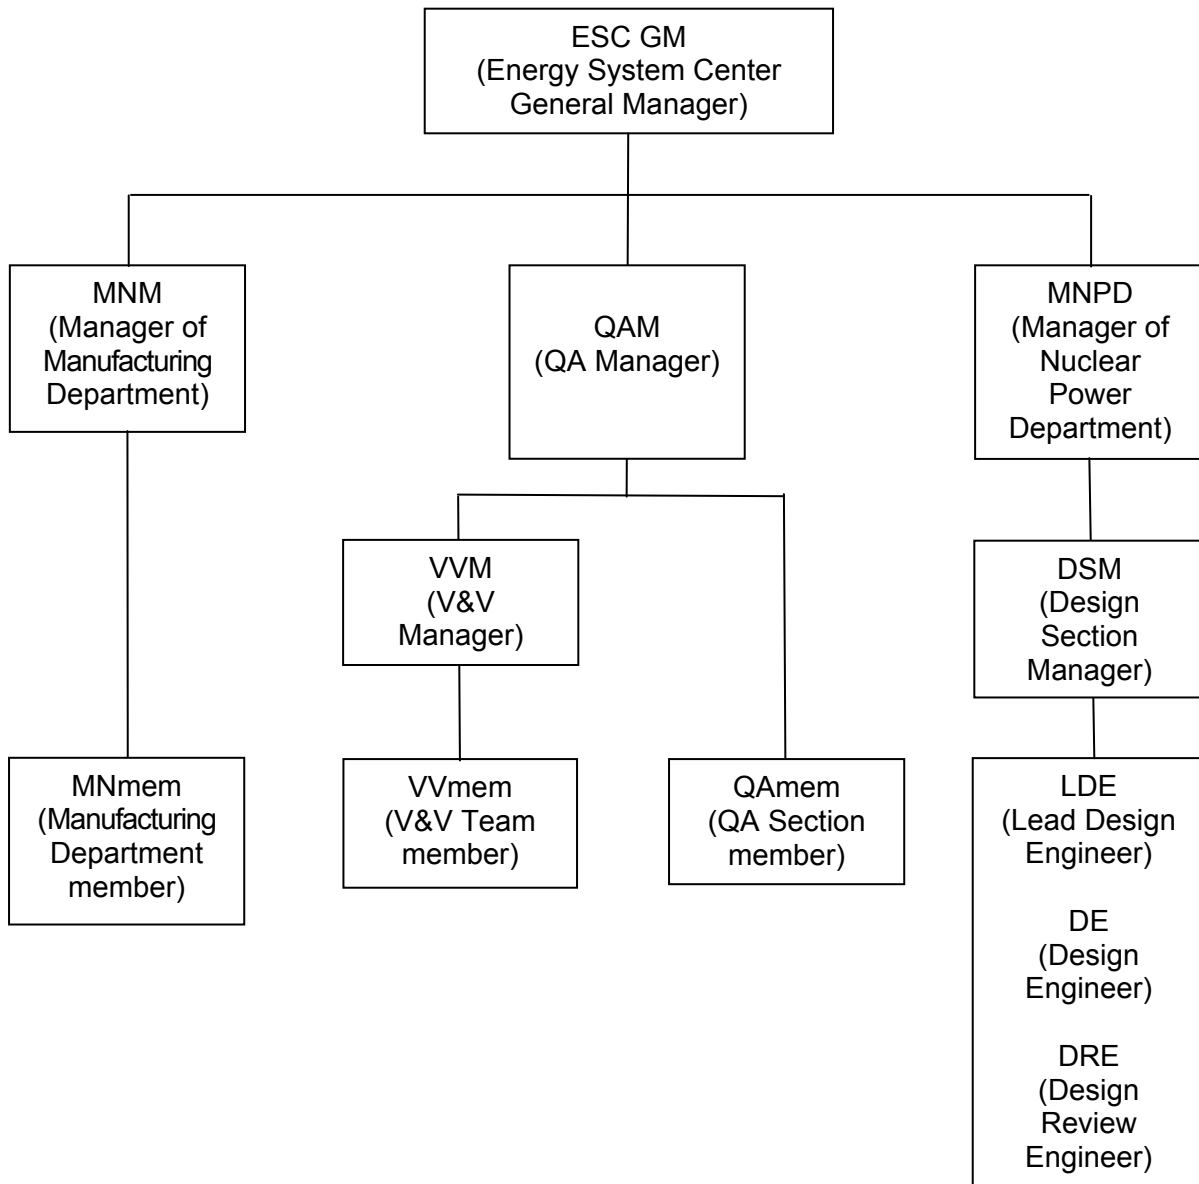 ESC GM
(Energy System Center
General Manager)
MNM
(Manager of
Manufacturing
Department)
QAM
(QA Manager)
MNPD
(Manager of
Nuclear
Power
Department)
VVM
(V&V
Manager)
DSM
(Design
Section
Manager)
MNmem
(Manufacturing
Department
member)
VVmem
(V&V Team
member)
QAmem
(QA Section
member)
LDE
(Lead Design
Engineer)
DE
(Design
Engineer)
DRE
(Design
Review
Engineer)